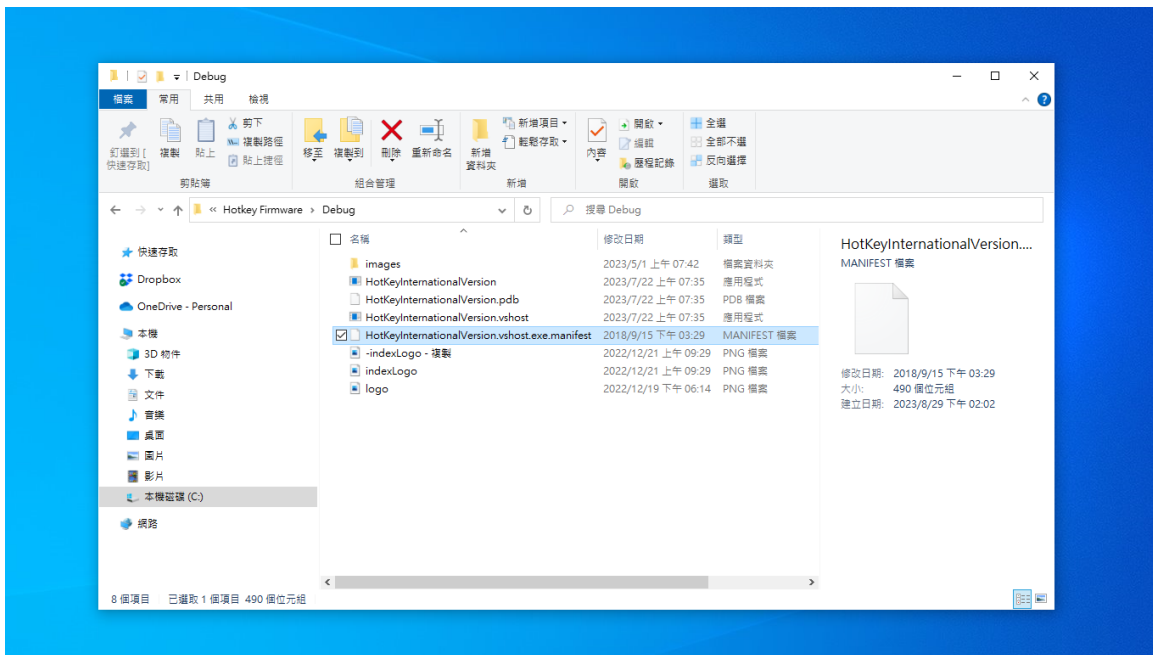 Debug
檔案 常用 共用 檢視
釘選到 [快速存取]
複製
貼上
剪下
複製路徑
貼上捷徑
剪貼簿
移至
複製到
刪除
重新命名
組合管理
新增資料夾
新增項目
輕鬆存取
新增
內容
開啟
編輯
歷程記錄
開啟
全選
全部不選
反向選擇
選取
« Hotkey Firmware › Debug
搜尋 Debug
快速存取
Dropbox
OneDrive - Personal
本機
3D 物件
下載
文件
音樂
桌面
圖片
影片
本機磁碟 (C:)
網路
名稱 修改日期 類型
images 2023/5/1 上午 07:42 檔案資料夾
HotKeyInternationalVersion 2023/7/22 上午 07:35 應用程式
HotKeyInternationalVersion.pdb 2023/7/22 上午 07:35 PDB 檔案
HotKeyInternationalVersion.vshost 2023/7/22 上午 07:35 應用程式
HotKeyInternationalVersion.vshost.exe.manifest 2018/9/15 下午 03:29 MANIFEST 檔案
-indexLogo - 複製 2022/12/21 上午 09:29 PNG 檔案
indexLogo 2022/12/21 上午 09:29 PNG 檔案
logo 2022/12/19 下午 06:14 PNG 檔案
HotKeyInternationalVersion....
MANIFEST 檔案
修改日期: 2018/9/15 下午 03:29
大小: 490 個位元組
建立日期: 2023/8/29 下午 02:02
8 個項目 已選取 1 個項目 490 個位元組